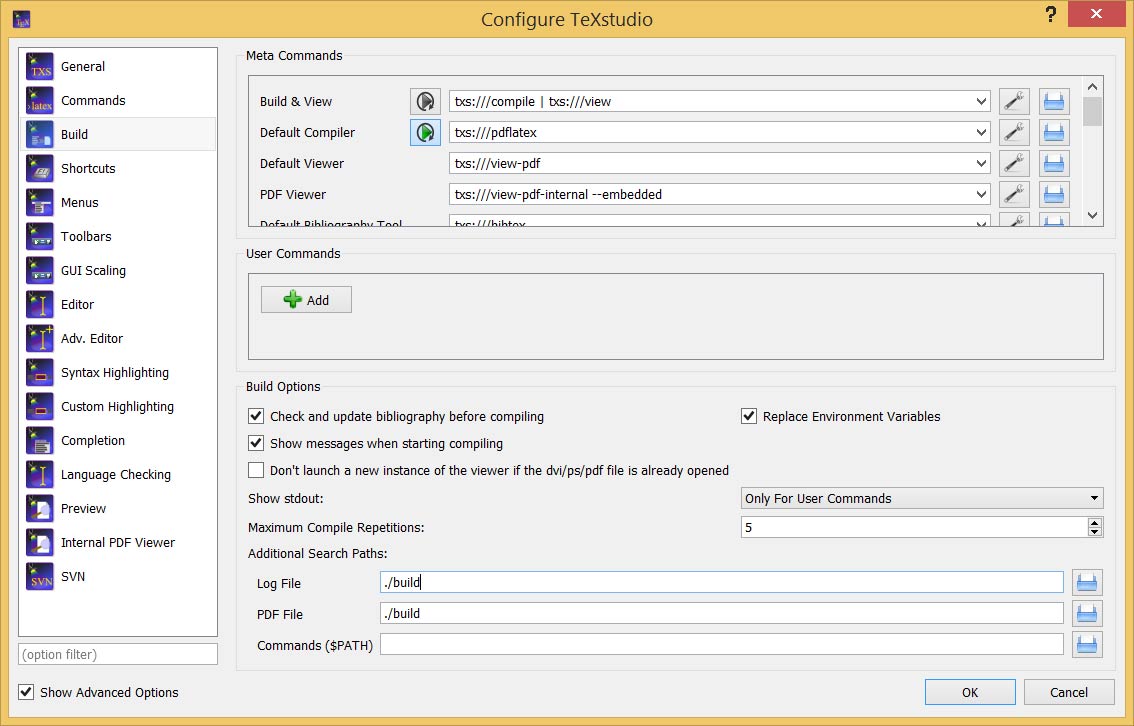 Configure TeXstudio
General
Commands
Build
Shortcuts
Menus
Toolbars
GUI Scaling
Editor
Adv. Editor
Syntax Highlighting
Custom Highlighting
Completion
Language Checking
Preview
Internal PDF Viewer
SVN
(option filter)
Show Advanced Options
Meta Commands
Build & View txs:///compile | txs:///view
Default Compiler txs:///pdflatex
Default Viewer txs:///view-pdf
PDF Viewer txs:///view-pdf-internal --embedded
Default Bibliography Tool txs:///bibtex
User Commands
Add
Build Options
Check and update bibliography before compiling
Replace Environment Variables
Show messages when starting compiling
Don't launch a new instance of the viewer if the dvi/ps/pdf file is already opened
Show stdout: Only For User Commands
Maximum Compile Repetitions: 5
Additional Search Paths:
Log File ./build
PDF File ./build
Commands ($PATH)
OK Cancel